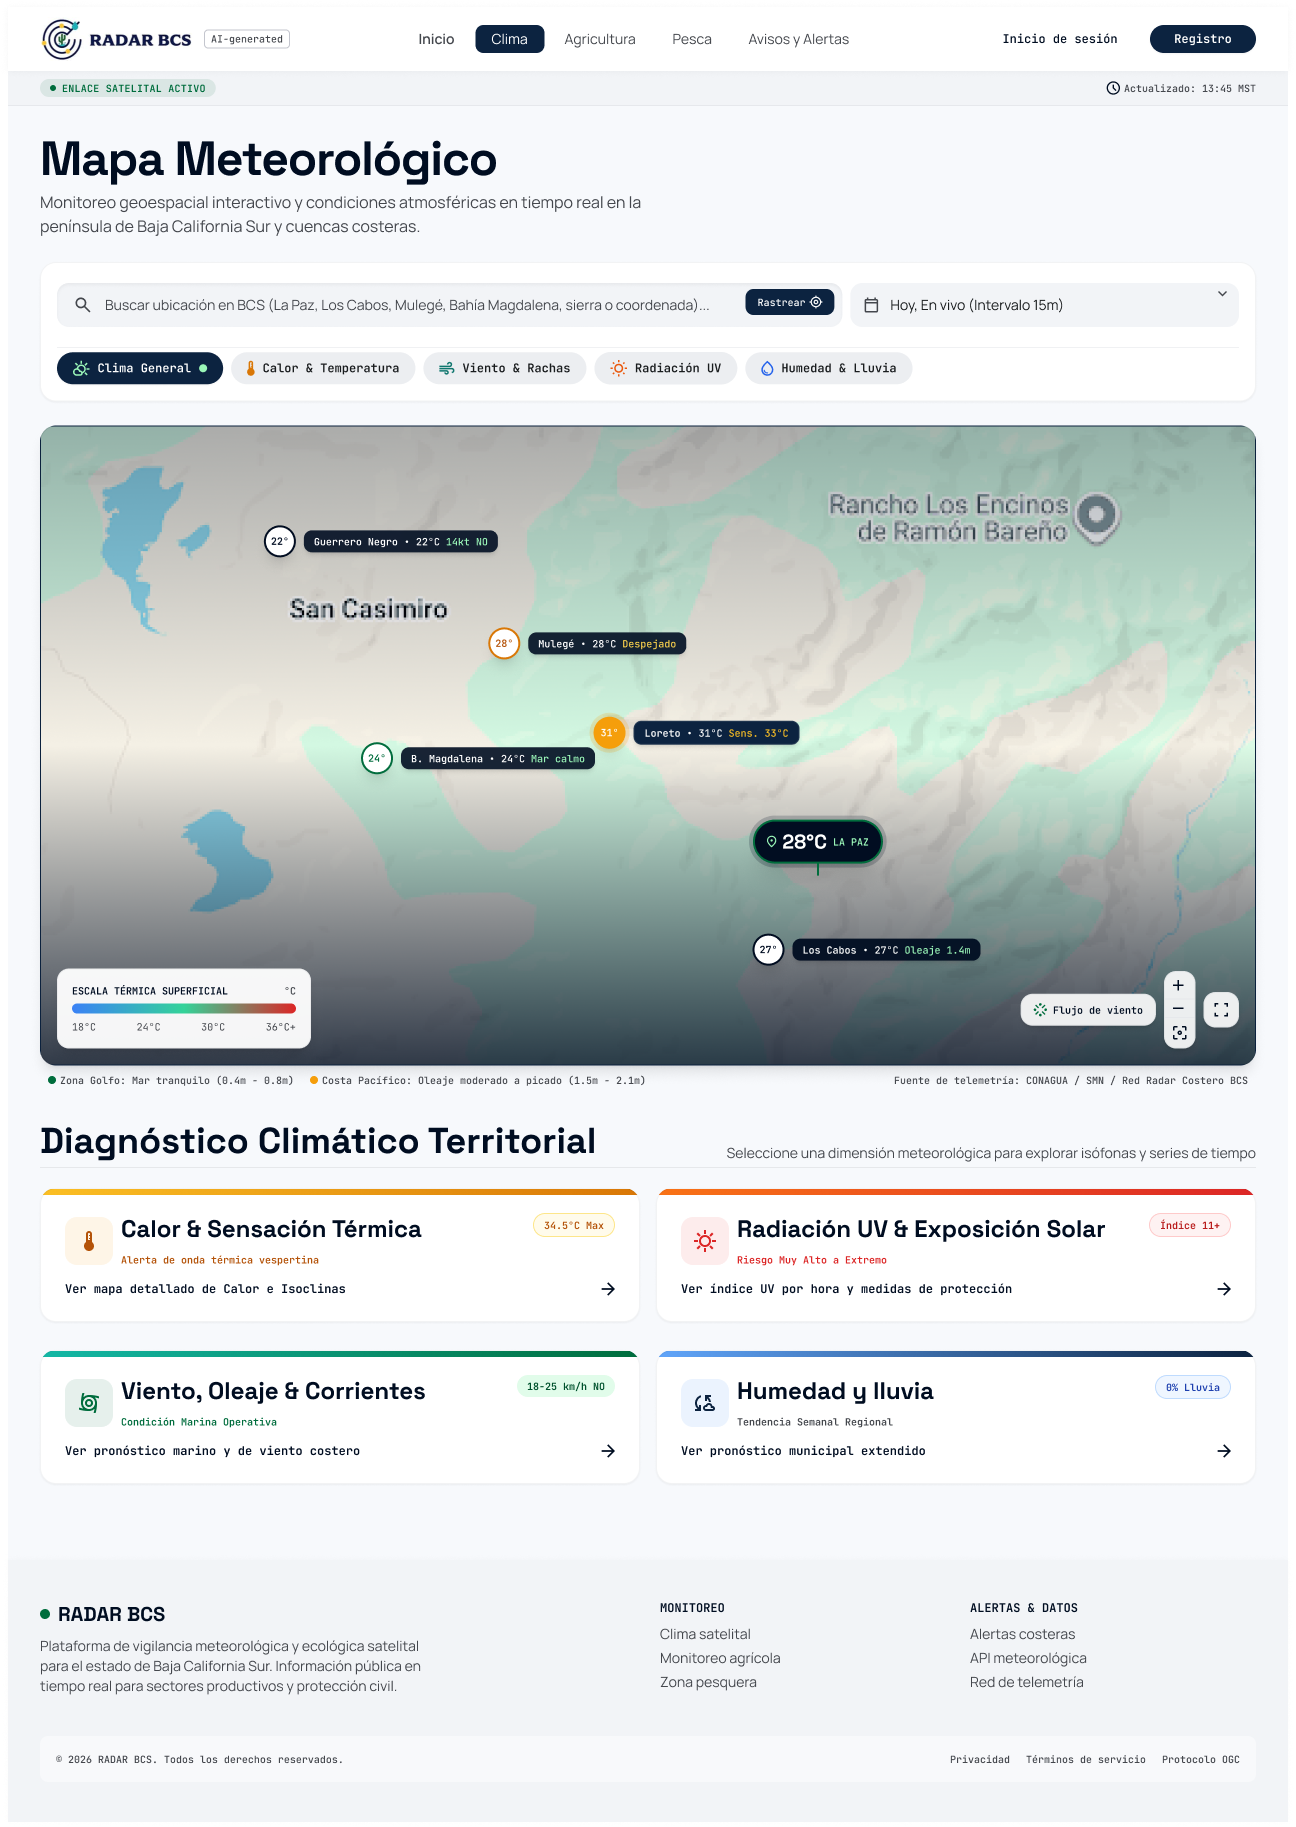 RADAR BCS
AI-generated
Inicio
Clima
Agricultura
Pesca
Avisos y Alertas
Inicio de sesión
Registro
ENLACE SATELITAL ACTIVO
Actualizado: 13:45 MST
Mapa Meteorológico
Monitoreo geoespacial interactivo y condiciones atmosféricas en tiempo real en la
península de Baja California Sur y cuencas costeras.
Buscar ubicación en BCS (La Paz, Los Cabos, Mulegé, Bahía Magdalena, sierra o coordenada)...
Rastrear
Hoy, En vivo (Intervalo 15m)
Clima General
Calor & Temperatura
Viento & Rachas
Radiación UV
Humedad & Lluvia
Rancho Los Encinos
de Ramón Bareño
22°
Guerrero Negro • 22°C 14kt NO
San Casimiro
28°
Mulegé • 28°C Despejado
31°
Loreto • 31°C Sens. 33°C
24°
B. Magdalena • 24°C Mar calmo
28°C LA PAZ
27°
Los Cabos • 27°C Oleaje 1.4m
ESCALA TÉRMICA SUPERFICIAL °C
18°C 24°C 30°C 36°C+
Flujo de viento
Zona Golfo: Mar tranquilo (0.4m - 0.8m)
Costa Pacífico: Oleaje moderado a picado (1.5m - 2.1m)
Fuente de telemetría: CONAGUA / SMN / Red Radar Costero BCS
Diagnóstico Climático Territorial
Seleccione una dimensión meteorológica para explorar isófonas y series de tiempo
Calor & Sensación Térmica
34.5°C Max
Alerta de onda térmica vespertina
Ver mapa detallado de Calor e Isoclinas
Radiación UV & Exposición Solar
Índice 11+
Riesgo Muy Alto a Extremo
Ver índice UV por hora y medidas de protección
Viento, Oleaje & Corrientes
18-25 km/h NO
Condición Marina Operativa
Ver pronóstico marino y de viento costero
Humedad y lluvia
0% Lluvia
Tendencia Semanal Regional
Ver pronóstico municipal extendido
RADAR BCS
Plataforma de vigilancia meteorológica y ecológica satelital
para el estado de Baja California Sur. Información pública en
tiempo real para sectores productivos y protección civil.
MONITOREO
Clima satelital
Monitoreo agrícola
Zona pesquera
ALERTAS & DATOS
Alertas costeras
API meteorológica
Red de telemetría
© 2026 RADAR BCS. Todos los derechos reservados.
Privacidad
Términos de servicio
Protocolo OGC